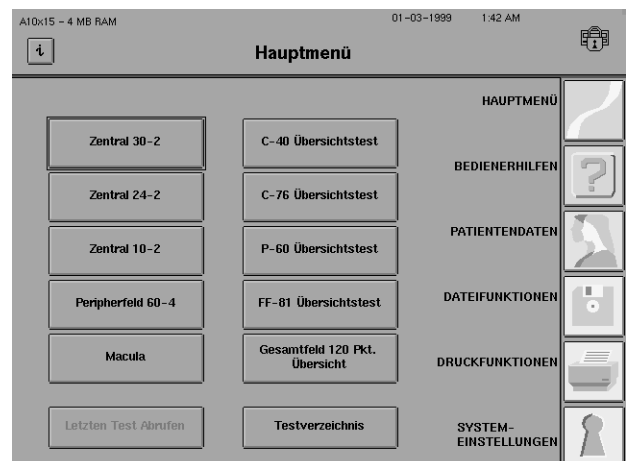 A10x15 – 4 MB RAM
01-03-1999 1:42 AM
i
Hauptmenü
HAUPTMENÜ
Zentral 30-2
C-40 Übersichtstest
BEDIENERHILFEN
Zentral 24-2
C-76 Übersichtstest
PATIENTENDATEN
Zentral 10-2
P-60 Übersichtstest
DATEIFUNKTIONEN
Peripherfeld 60-4
FF-81 Übersichtstest
Macula
Gesamtfeld 120 Pkt.
Übersicht
DRUCKFUNKTIONEN
Letzten Test Abrufen
Testverzeichnis
SYSTEM-
EINSTELLUNGEN